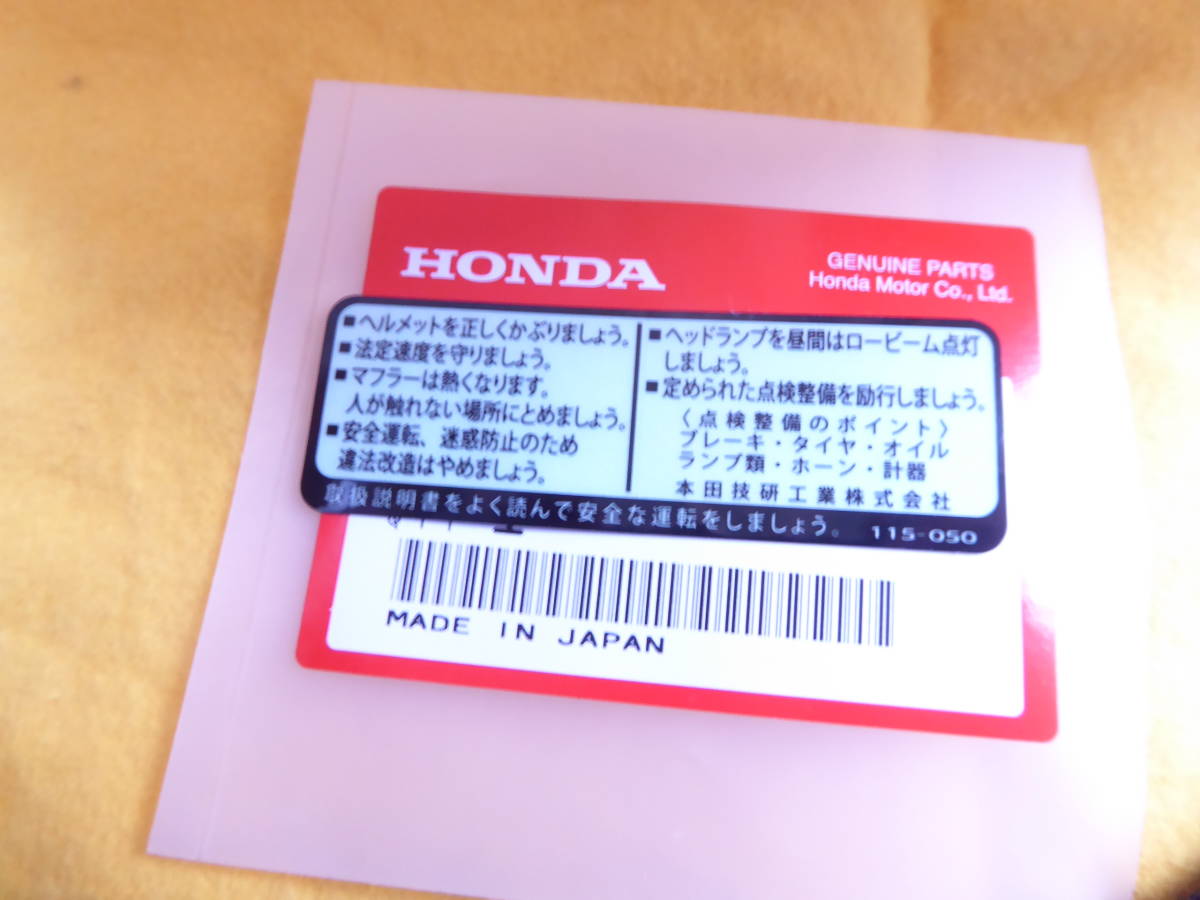 HONDA
GENUINE PARTS
Honda Motor Co., Ltd.
■ヘルメットを正しくかぶりましょう。
■法定速度を守りましょう。
■マフラーは熱くなります。
人が触れない場所にとめましょう。
■安全運転、迷惑防止のため
違法改造はやめましょう。
■ヘッドランプを昼間はロービーム点灯
しましょう。
■定められた点検整備を励行しましょう。
〈点検整備のポイント〉
ブレーキ・タイヤ・オイル
ランプ類・ホーン・計器
本田技研工業株式会社
取扱説明書をよく読んで安全な運転をしましょう。 115-050
MADE IN JAPAN